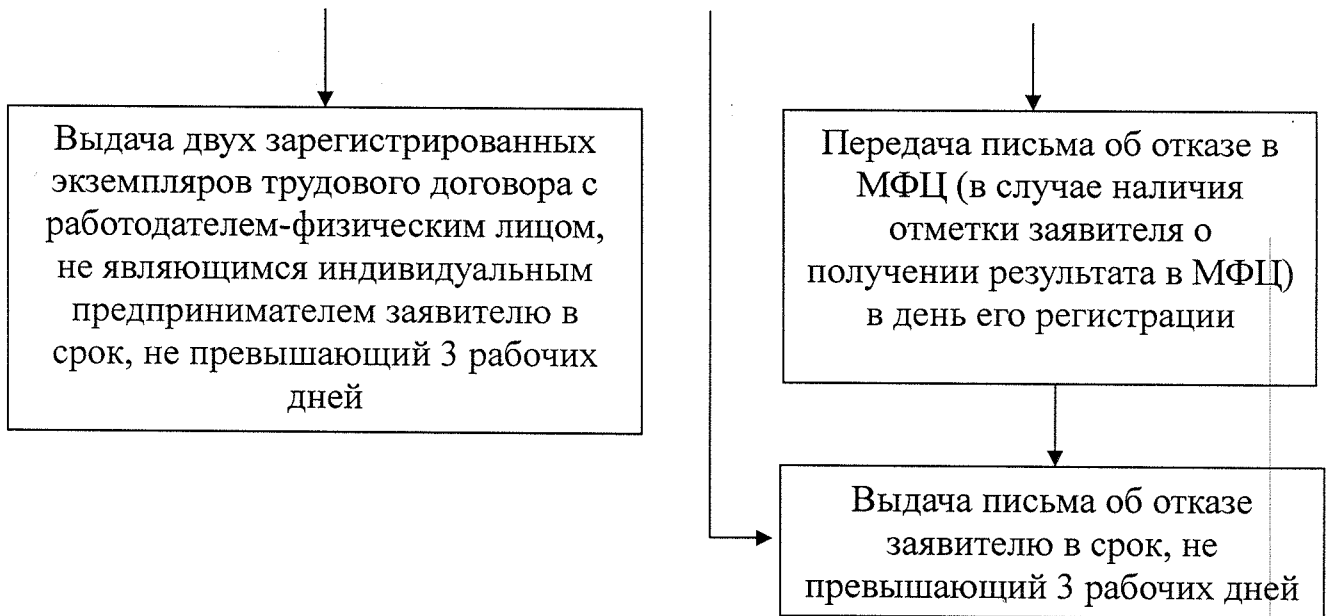 Выдача двух зарегистрированных
экземпляров трудового договора с
работодателем-физическим лицом,
не являющимся индивидуальным
предпринимателем заявителю в
срок, не превышающий 3 рабочих
дней
Передача письма об отказе в
МФЦ (в случае наличия
отметки заявителя о
получении результата в МФЦ)
в день его регистрации
Выдача письма об отказе
заявителю в срок, не
превышающий 3 рабочих дней